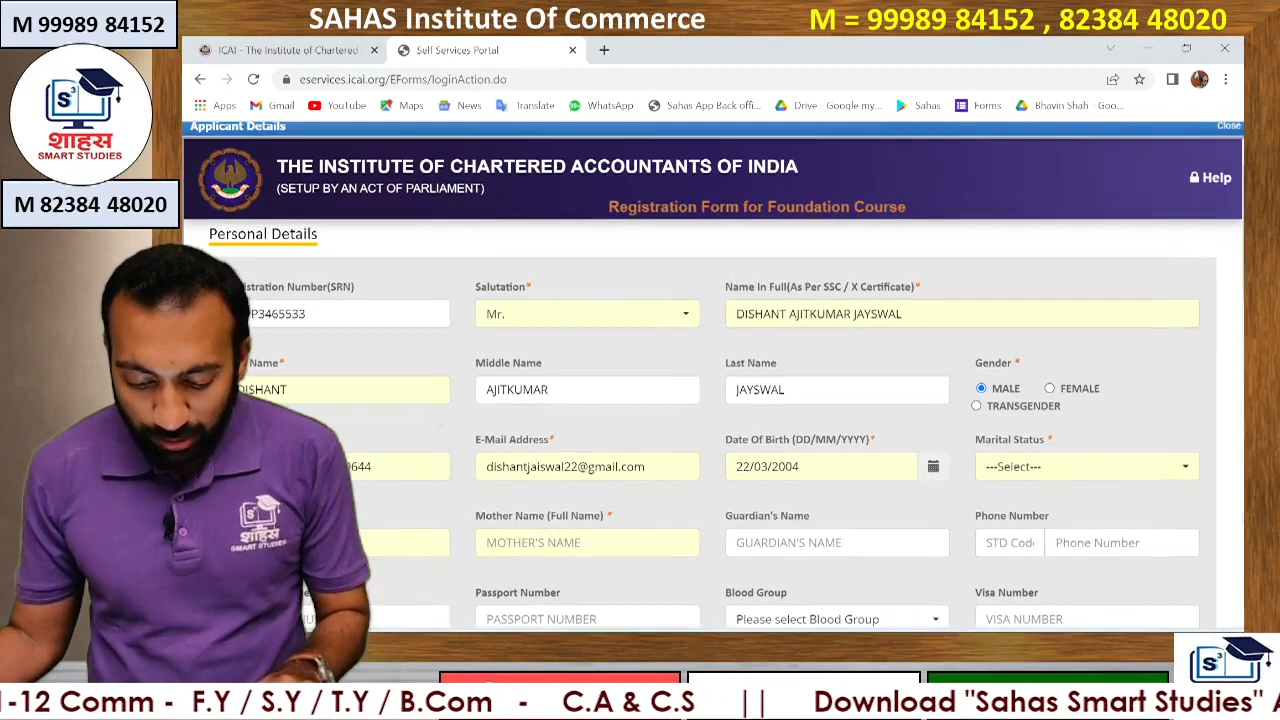 M 99989 84152
SAHAS Institute Of Commerce
M = 99989 84152 , 82384 48020
S³
शाहस
SMART STUDIES
M 82384 48020
ICAI - The Institute of Chartered
Self Services Portal
eservices.icai.org/EForms/loginAction.do
Apps Gmail YouTube Maps News Translate WhatsApp Sahas App Back offi... Drive - Google my... Sahas Forms Bhavin Shah - Goo...
Applicant Details
Close
THE INSTITUTE OF CHARTERED ACCOUNTANTS OF INDIA
(SETUP BY AN ACT OF PARLIAMENT)
Help
Registration Form for Foundation Course
Personal Details
istration Number(SRN) Salutation* Name In Full(As Per SSC / X Certificate)*
P3465533 Mr. DISHANT AJITKUMAR JAYSWAL
Name* Middle Name Last Name Gender *
DISHANT AJITKUMAR JAYSWAL MALE FEMALE
TRANSGENDER
E-Mail Address* Date Of Birth (DD/MM/YYYY)* Marital Status *
0644 dishantjaiswal22@gmail.com 22/03/2004 ---Select---
Mother Name (Full Name) * Guardian's Name Phone Number
MOTHER'S NAME GUARDIAN'S NAME STD Code Phone Number
Passport Number Blood Group Visa Number
PASSPORT NUMBER Please select Blood Group VISA NUMBER
शाहस
SMART STUDIES
S³
1-12 Comm - F.Y / S.Y / T.Y / B.Com - C.A & C.S || Download "Sahas Smart Studies" A